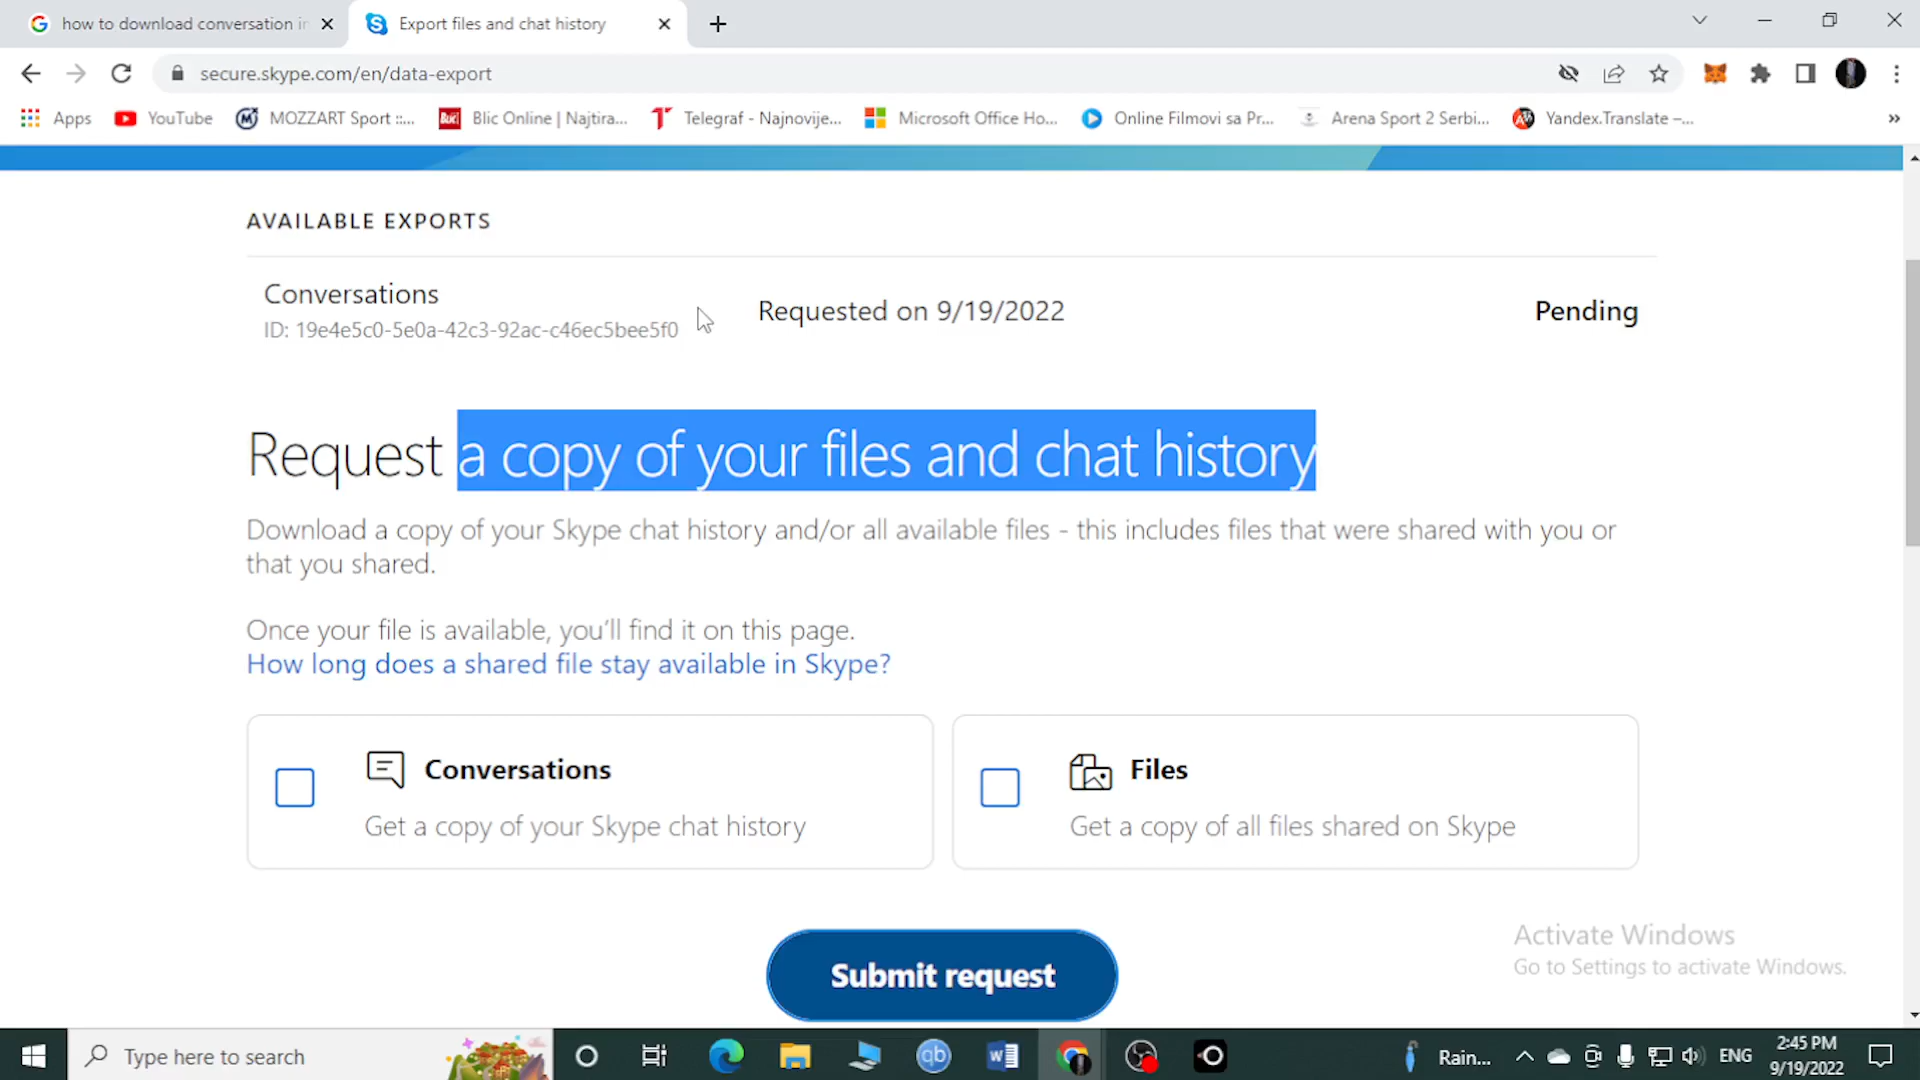 how to download conversation in
Export files and chat history
secure.skype.com/en/data-export
Apps
YouTube
MOZZART Sport ::...
Blic Online | Najtira...
Telegraf - Najnovije...
Microsoft Office Ho...
Online Filmovi sa Pr...
Arena Sport 2 Serbi...
Yandex.Translate –...
AVAILABLE EXPORTS
Conversations
ID: 19e4e5c0-5e0a-42c3-92ac-c46ec5bee5f0
Requested on 9/19/2022
Pending
Request a copy of your files and chat history
Download a copy of your Skype chat history and/or all available files - this includes files that were shared with you or
that you shared.
Once your file is available, you'll find it on this page.
How long does a shared file stay available in Skype?
Conversations
Get a copy of your Skype chat history
Files
Get a copy of all files shared on Skype
Submit request
Activate Windows
Go to Settings to activate Windows.
Type here to search
qb
Rain...
ENG
2:45 PM
9/19/2022